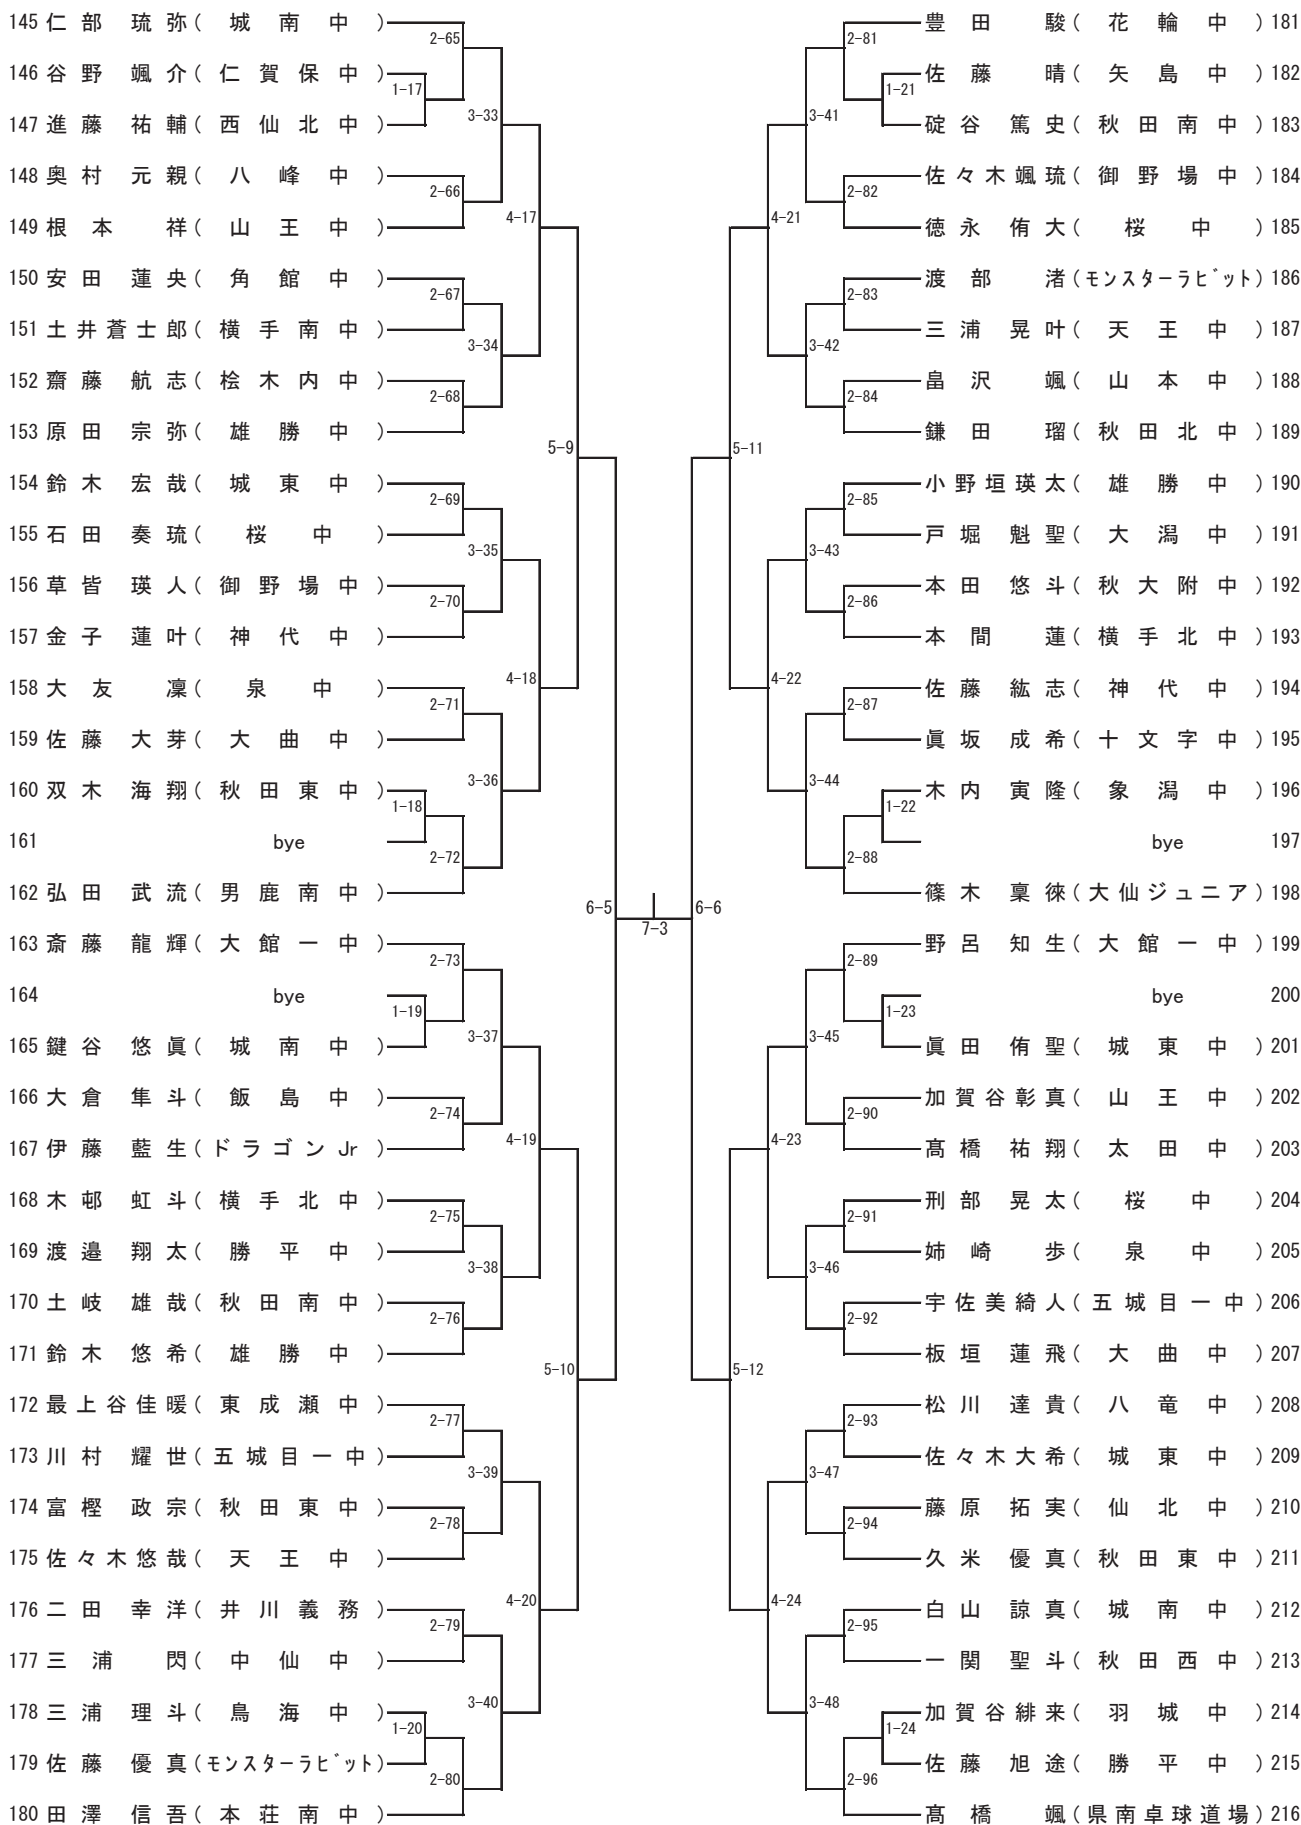 145 仁部 琉弥 (城南中)
2-65
146 谷野 颯介 (仁賀保中)
1-17
147 進藤 祐輔 (西仙北中)
3-33
148 奥村 元親 (八峰中)
2-66
149 根本 祥 (山王中)
4-17
150 安田 蓮央 (角館中)
2-67
151 土井蒼士郎 (横手南中)
3-34
152 齋藤 航志 (桧木内中)
2-68
153 原田 宗弥 (雄勝中)
5-9
154 鈴木 宏哉 (城東中)
2-69
155 石田 奏琉 (桜中)
3-35
156 草皆 瑛人 (御野場中)
2-70
157 金子 蓮叶 (神代中)
4-18
158 大友 凜 (泉中)
2-71
159 佐藤 大芽 (大曲中)
3-36
160 双木 海翔 (秋田東中)
1-18
161 bye
2-72
162 弘田 武流 (男鹿南中)
6-5
163 斎藤 龍輝 (大館一中)
2-73
164 bye
1-19
165 鍵谷 悠眞 (城南中)
3-37
166 大倉 隼斗 (飯島中)
2-74
167 伊藤 藍生 (ドラゴンJr)
4-19
168 木邨 虹斗 (横手北中)
2-75
169 渡邉 翔太 (勝平中)
3-38
170 土岐 雄哉 (秋田南中)
2-76
171 鈴木 悠希 (雄勝中)
5-10
172 最上谷佳暖 (東成瀬中)
2-77
173 川村 耀世 (五城目一中)
3-39
174 富樫 政宗 (秋田東中)
2-78
175 佐々木悠哉 (天王中)
4-20
176 二田 幸洋 (井川義務)
2-79
177 三浦 閃 (中仙中)
3-40
178 三浦 理斗 (鳥海中)
1-20
179 佐藤 優真 (モンスターラビット)
2-80
180 田澤 信吾 (本荘南中)
7-3
豊田 駿 (花輪中) 181
2-81
佐藤 晴 (矢島中) 182
1-21
碇谷 篤史 (秋田南中) 183
3-41
佐々木颯琉 (御野場中) 184
2-82
徳永 侑大 (桜中) 185
4-21
渡部 渚 (モンスターラビット) 186
2-83
三浦 晃叶 (天王中) 187
3-42
畠沢 颯 (山本中) 188
2-84
鎌田 瑠 (秋田北中) 189
5-11
小野垣瑛太 (雄勝中) 190
2-85
戸堀 魁聖 (大潟中) 191
3-43
本田 悠斗 (秋大附中) 192
2-86
本間 蓮 (横手北中) 193
4-22
佐藤 紘志 (神代中) 194
2-87
眞坂 成希 (十文字中) 195
3-44
木内 寅隆 (象潟中) 196
1-22
bye 197
2-88
篠木 稟徠 (大仙ジュニア) 198
6-6
野呂 知生 (大館一中) 199
2-89
bye 200
1-23
眞田 侑聖 (城東中) 201
3-45
加賀谷彰真 (山王中) 202
2-90
髙橋 祐翔 (太田中) 203
4-23
刑部 晃太 (桜中) 204
2-91
姉崎 歩 (泉中) 205
3-46
宇佐美綺人 (五城目一中) 206
2-92
板垣 蓮飛 (大曲中) 207
5-12
松川 達貴 (八竜中) 208
2-93
佐々木大希 (城東中) 209
3-47
藤原 拓実 (仙北中) 210
2-94
久米 優真 (秋田東中) 211
4-24
白山 諒真 (城南中) 212
2-95
一関 聖斗 (秋田西中) 213
3-48
加賀谷緋来 (羽城中) 214
1-24
佐藤 旭途 (勝平中) 215
2-96
髙橋 颯 (県南卓球道場) 216